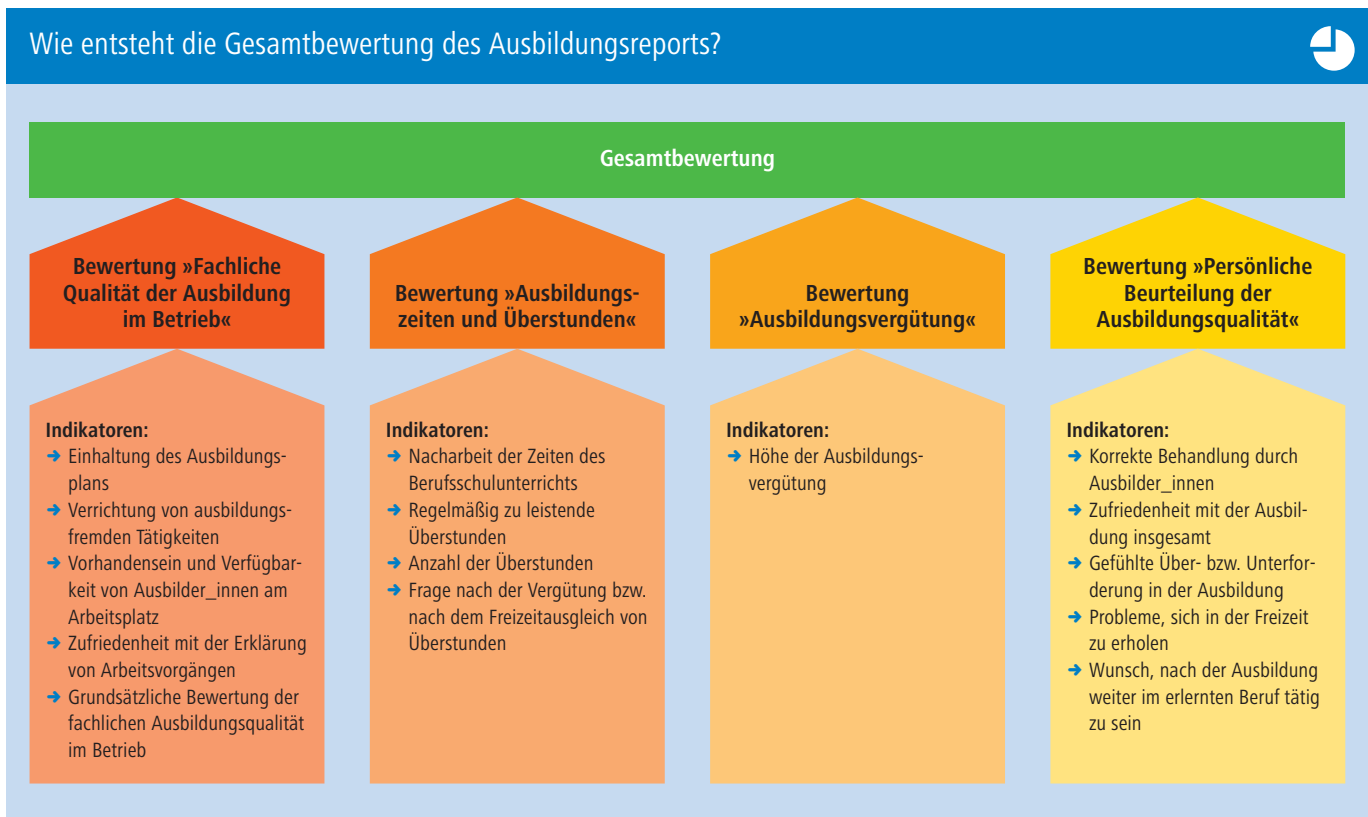 Wie entsteht die Gesamtbewertung des Ausbildungsreports?
Gesamtbewertung
Bewertung »Fachliche
Qualität der Ausbildung
im Betrieb«
Indikatoren:
➔ Einhaltung des Ausbildungs-
plans
➔ Verrichtung von ausbildungs-
fremden Tätigkeiten
➔ Vorhandensein und Verfügbar-
keit von Ausbilder_innen am
Arbeitsplatz
➔ Zufriedenheit mit der Erklärung
von Arbeitsvorgängen
➔ Grundsätzliche Bewertung der
fachlichen Ausbildungsqualität
im Betrieb
Bewertung »Ausbildungs-
zeiten und Überstunden«
Indikatoren:
➔ Nacharbeit der Zeiten des
Berufsschulunterrichts
➔ Regelmäßig zu leistende
Überstunden
➔ Anzahl der Überstunden
➔ Frage nach der Vergütung bzw.
nach dem Freizeitausgleich von
Überstunden
Bewertung
»Ausbildungsvergütung«
Indikatoren:
➔ Höhe der Ausbildungs-
vergütung
Bewertung »Persönliche
Beurteilung der
Ausbildungsqualität«
Indikatoren:
➔ Korrekte Behandlung durch
Ausbilder_innen
➔ Zufriedenheit mit der Ausbil-
dung insgesamt
➔ Gefühlte Über- bzw. Unterfor-
derung in der Ausbildung
➔ Probleme, sich in der Freizeit
zu erholen
➔ Wunsch, nach der Ausbildung
weiter im erlernten Beruf tätig
zu sein